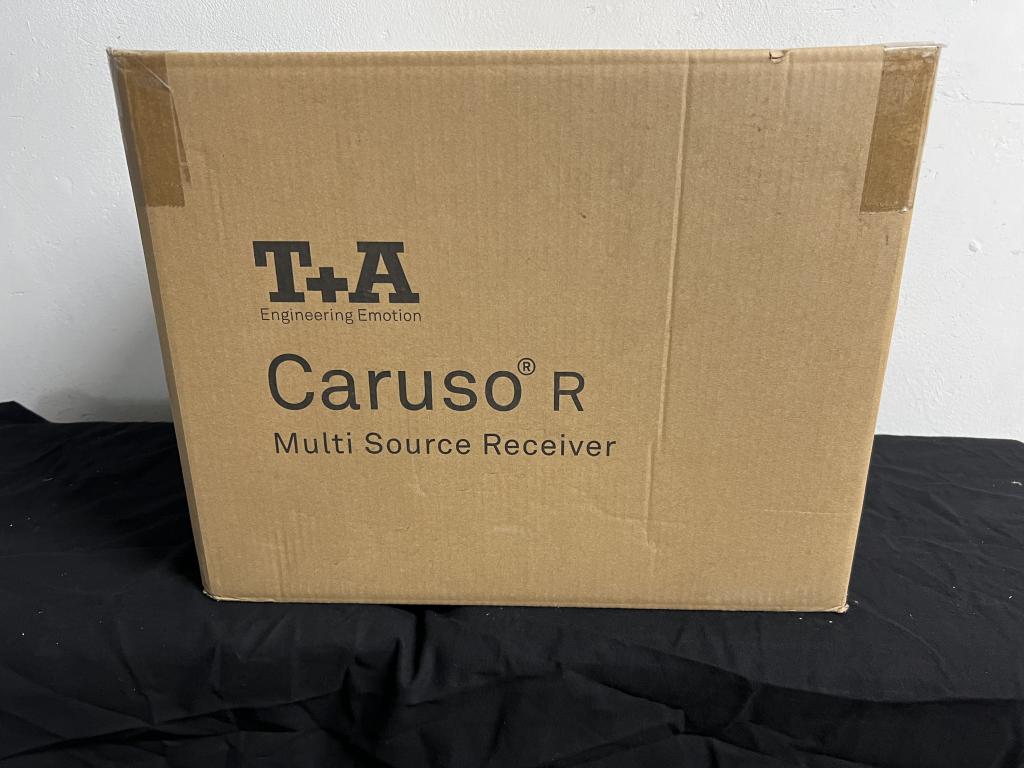 T+A
Engineering Emotion
Caruso® R
Multi Source Receiver